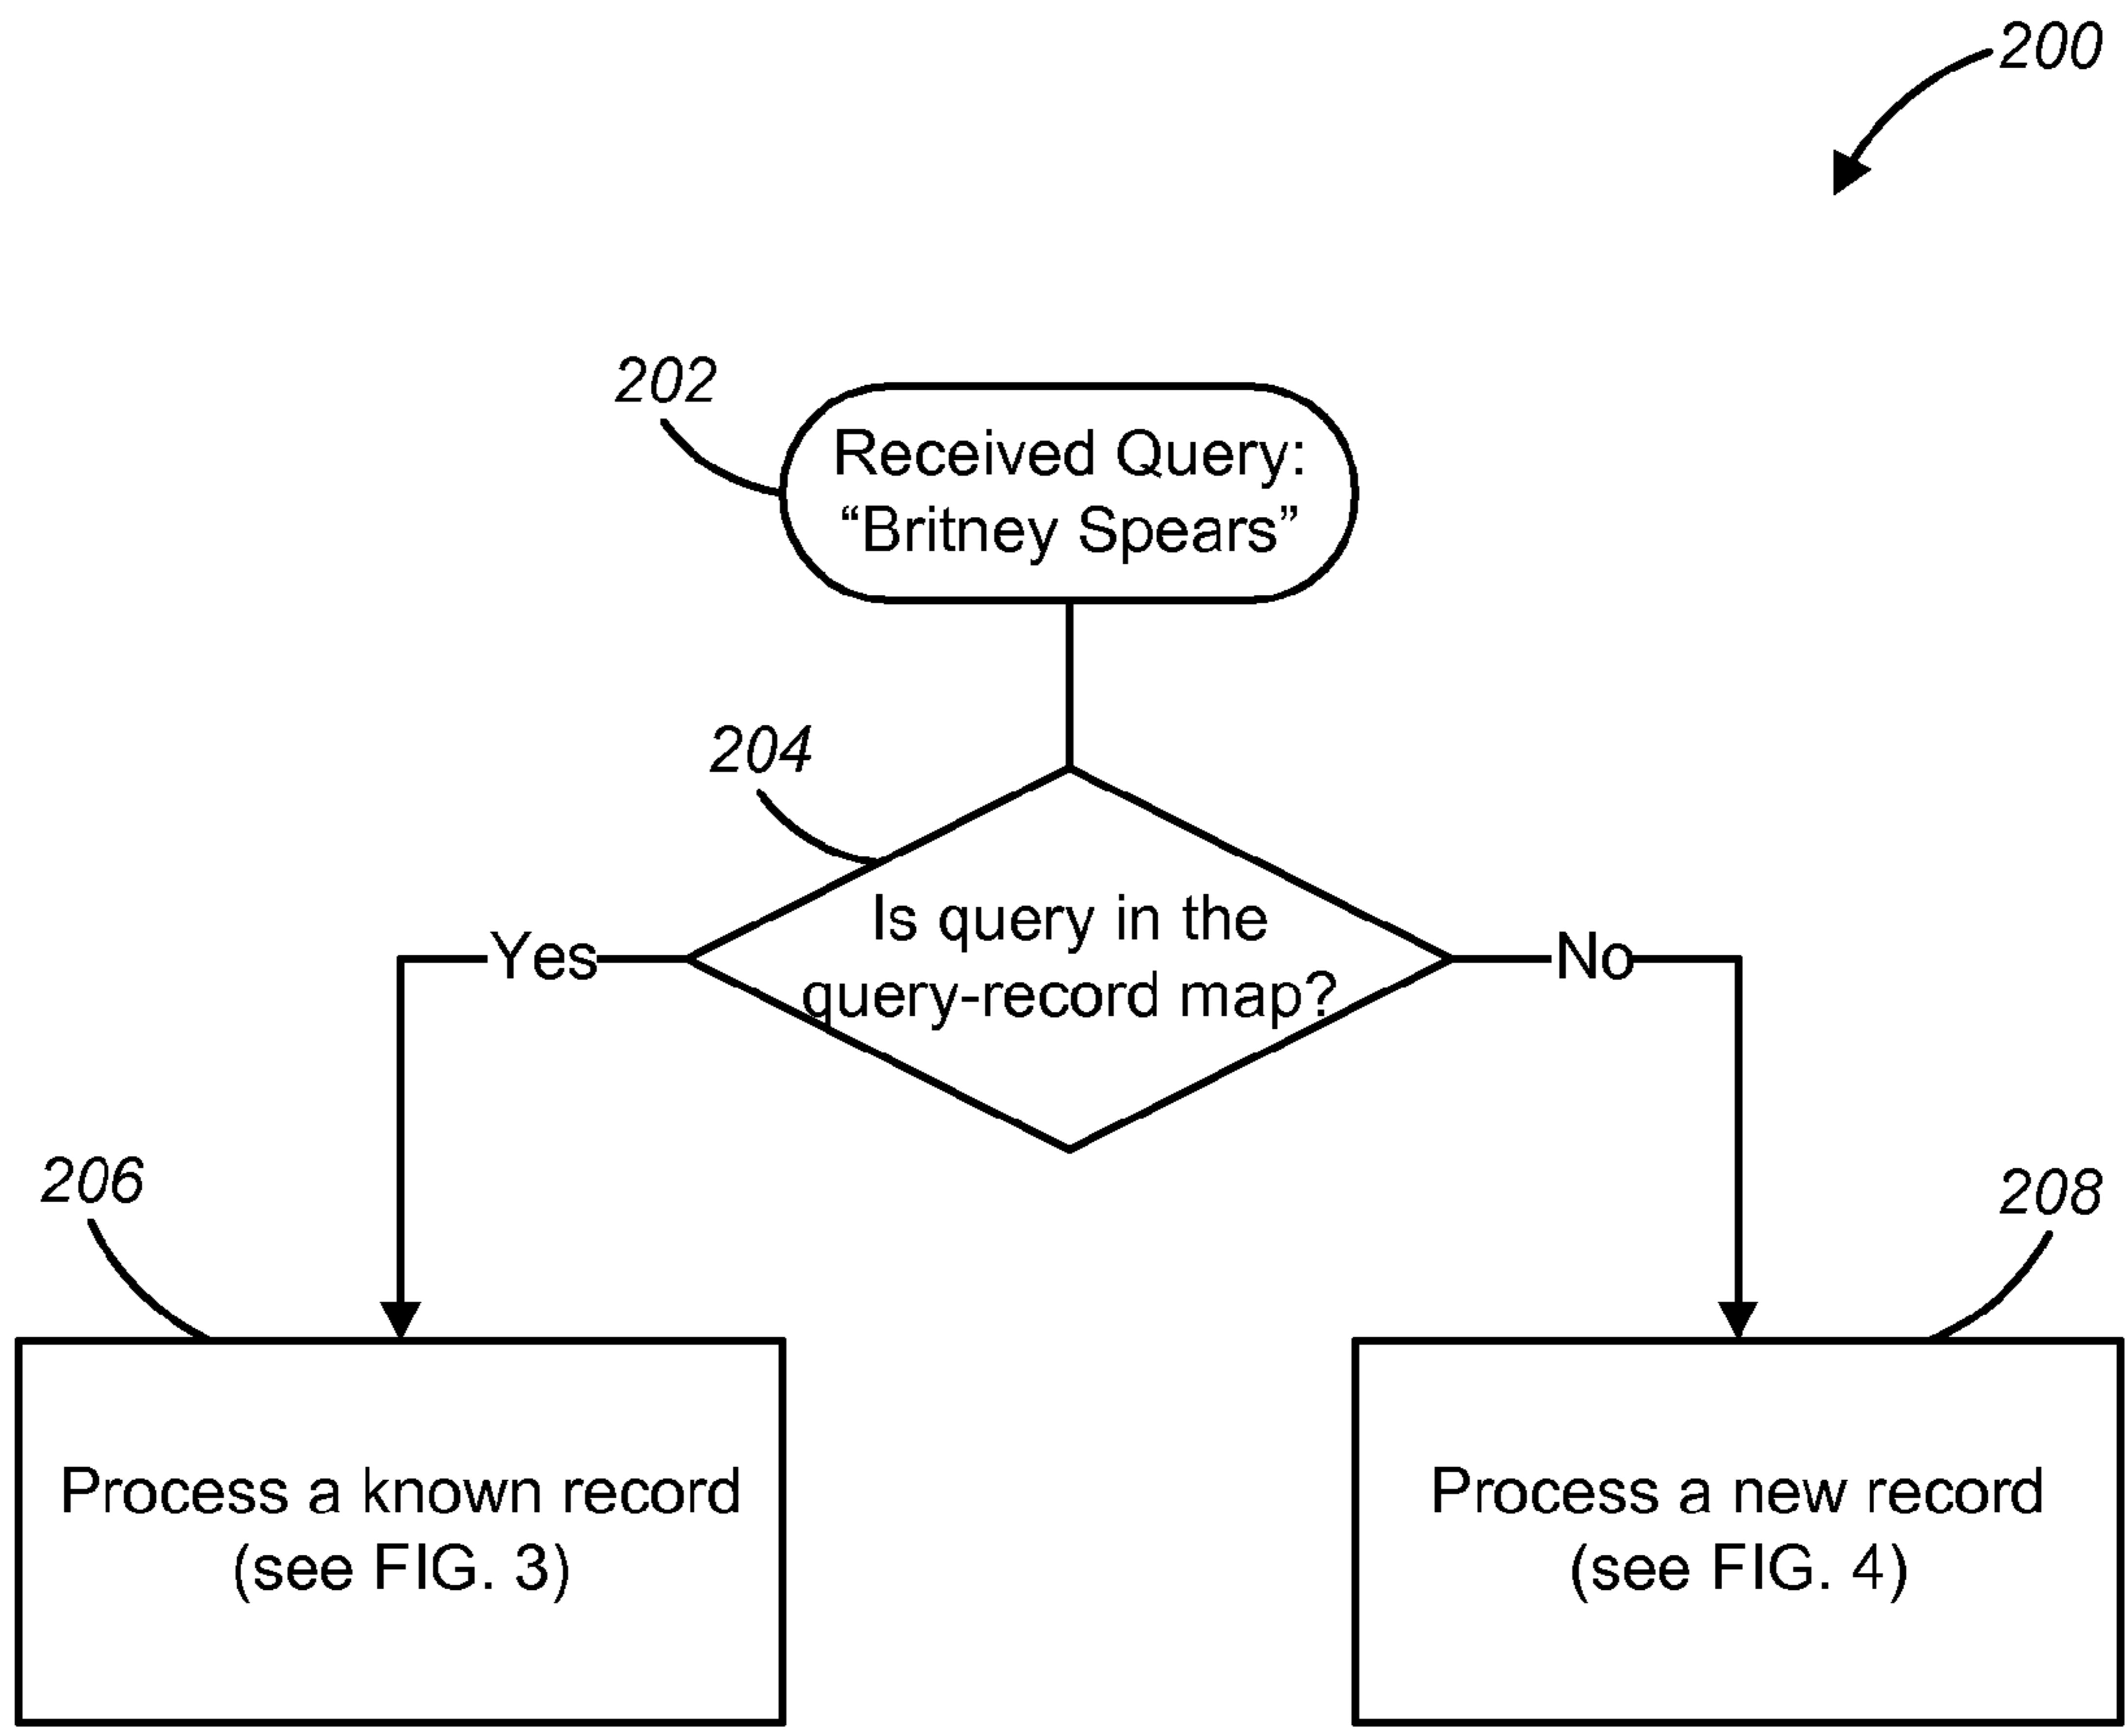 200
202
Received Query:
“Britney Spears”
204
Is query in the
query-record map?
Yes
No
206
208
Process a known record
(see FIG. 3)
Process a new record
(see FIG. 4)